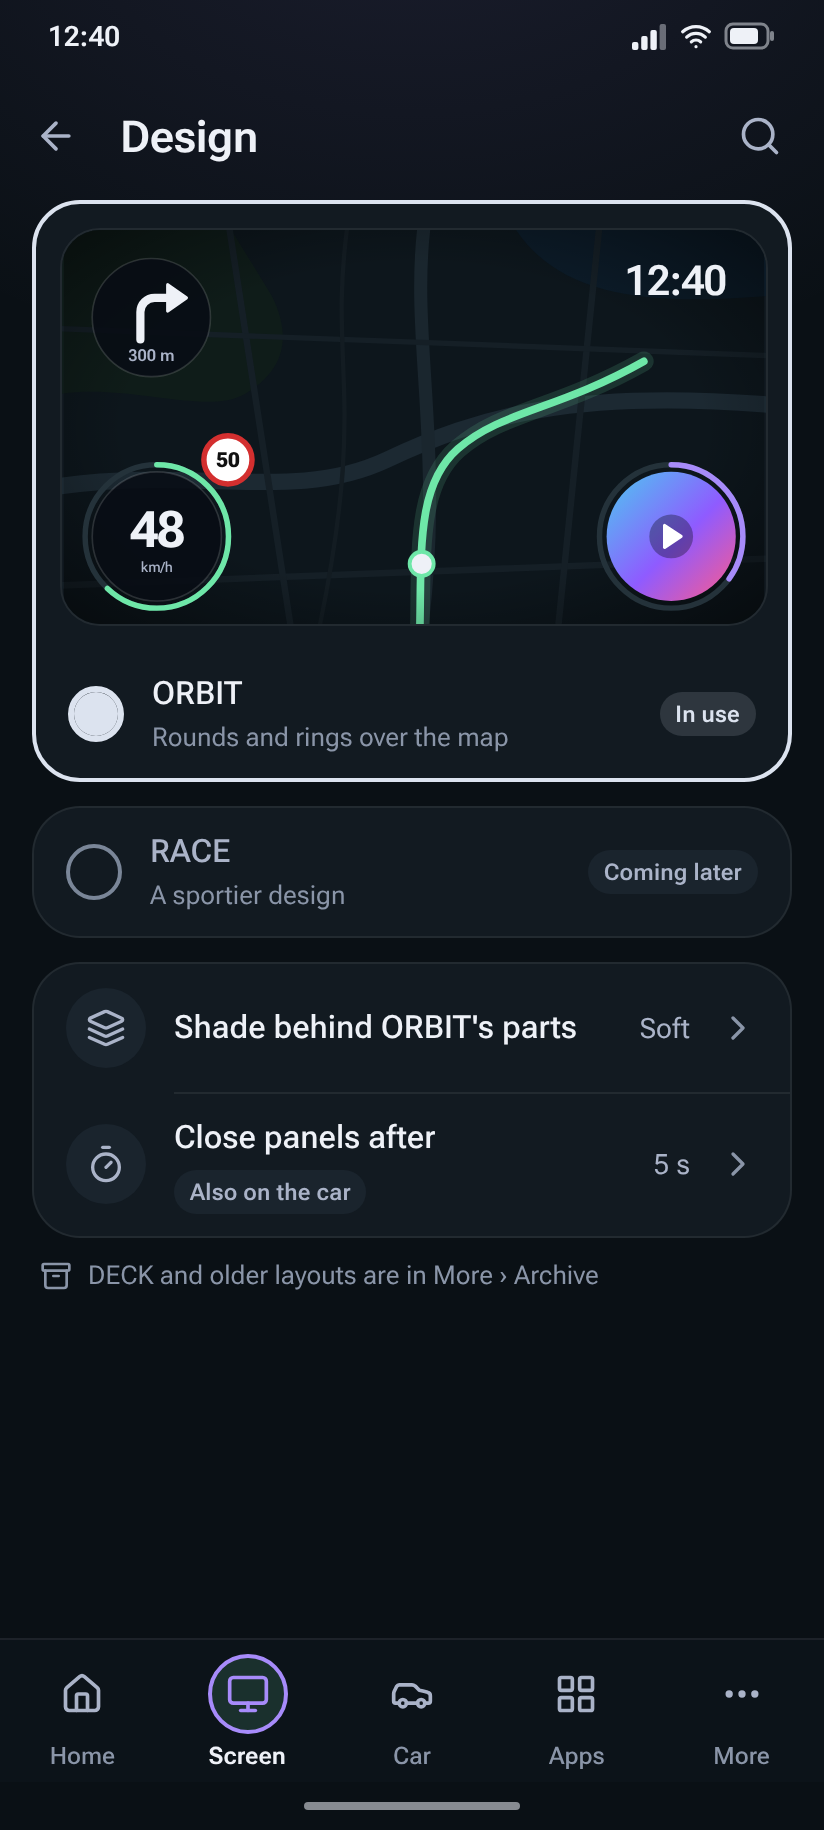 12:40
Design
300 m
12:40
50
48
km/h
ORBIT
Rounds and rings over the map
In use
RACE
A sportier design
Coming later
Shade behind ORBIT's parts
Soft
Close panels after
Also on the car
5 s
DECK and older layouts are in More › Archive
Home
Screen
Car
Apps
More